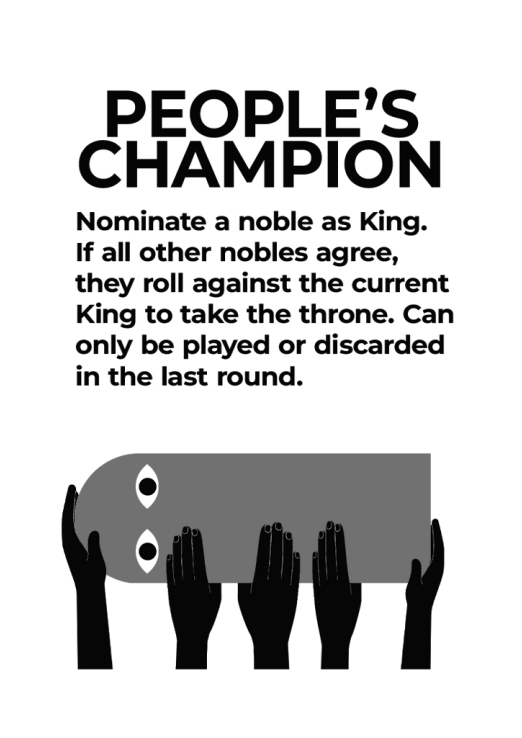 PEOPLE’S
CHAMPION
Nominate a noble as King.
If all other nobles agree,
they roll against the current
King to take the throne. Can
only be played or discarded
in the last round.